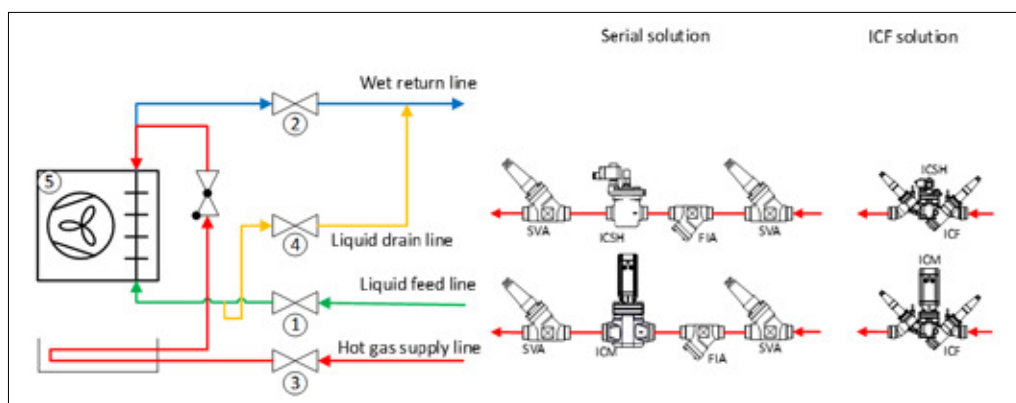 Serial solution
ICF solution
Wet return line
2
5
ICSH
4
Liquid drain line
SVA
ICSH
FIA
SVA
ICF
ICM
Liquid feed line
1
Hot gas supply line
SVA
ICM
FIA
SVA
ICF
3